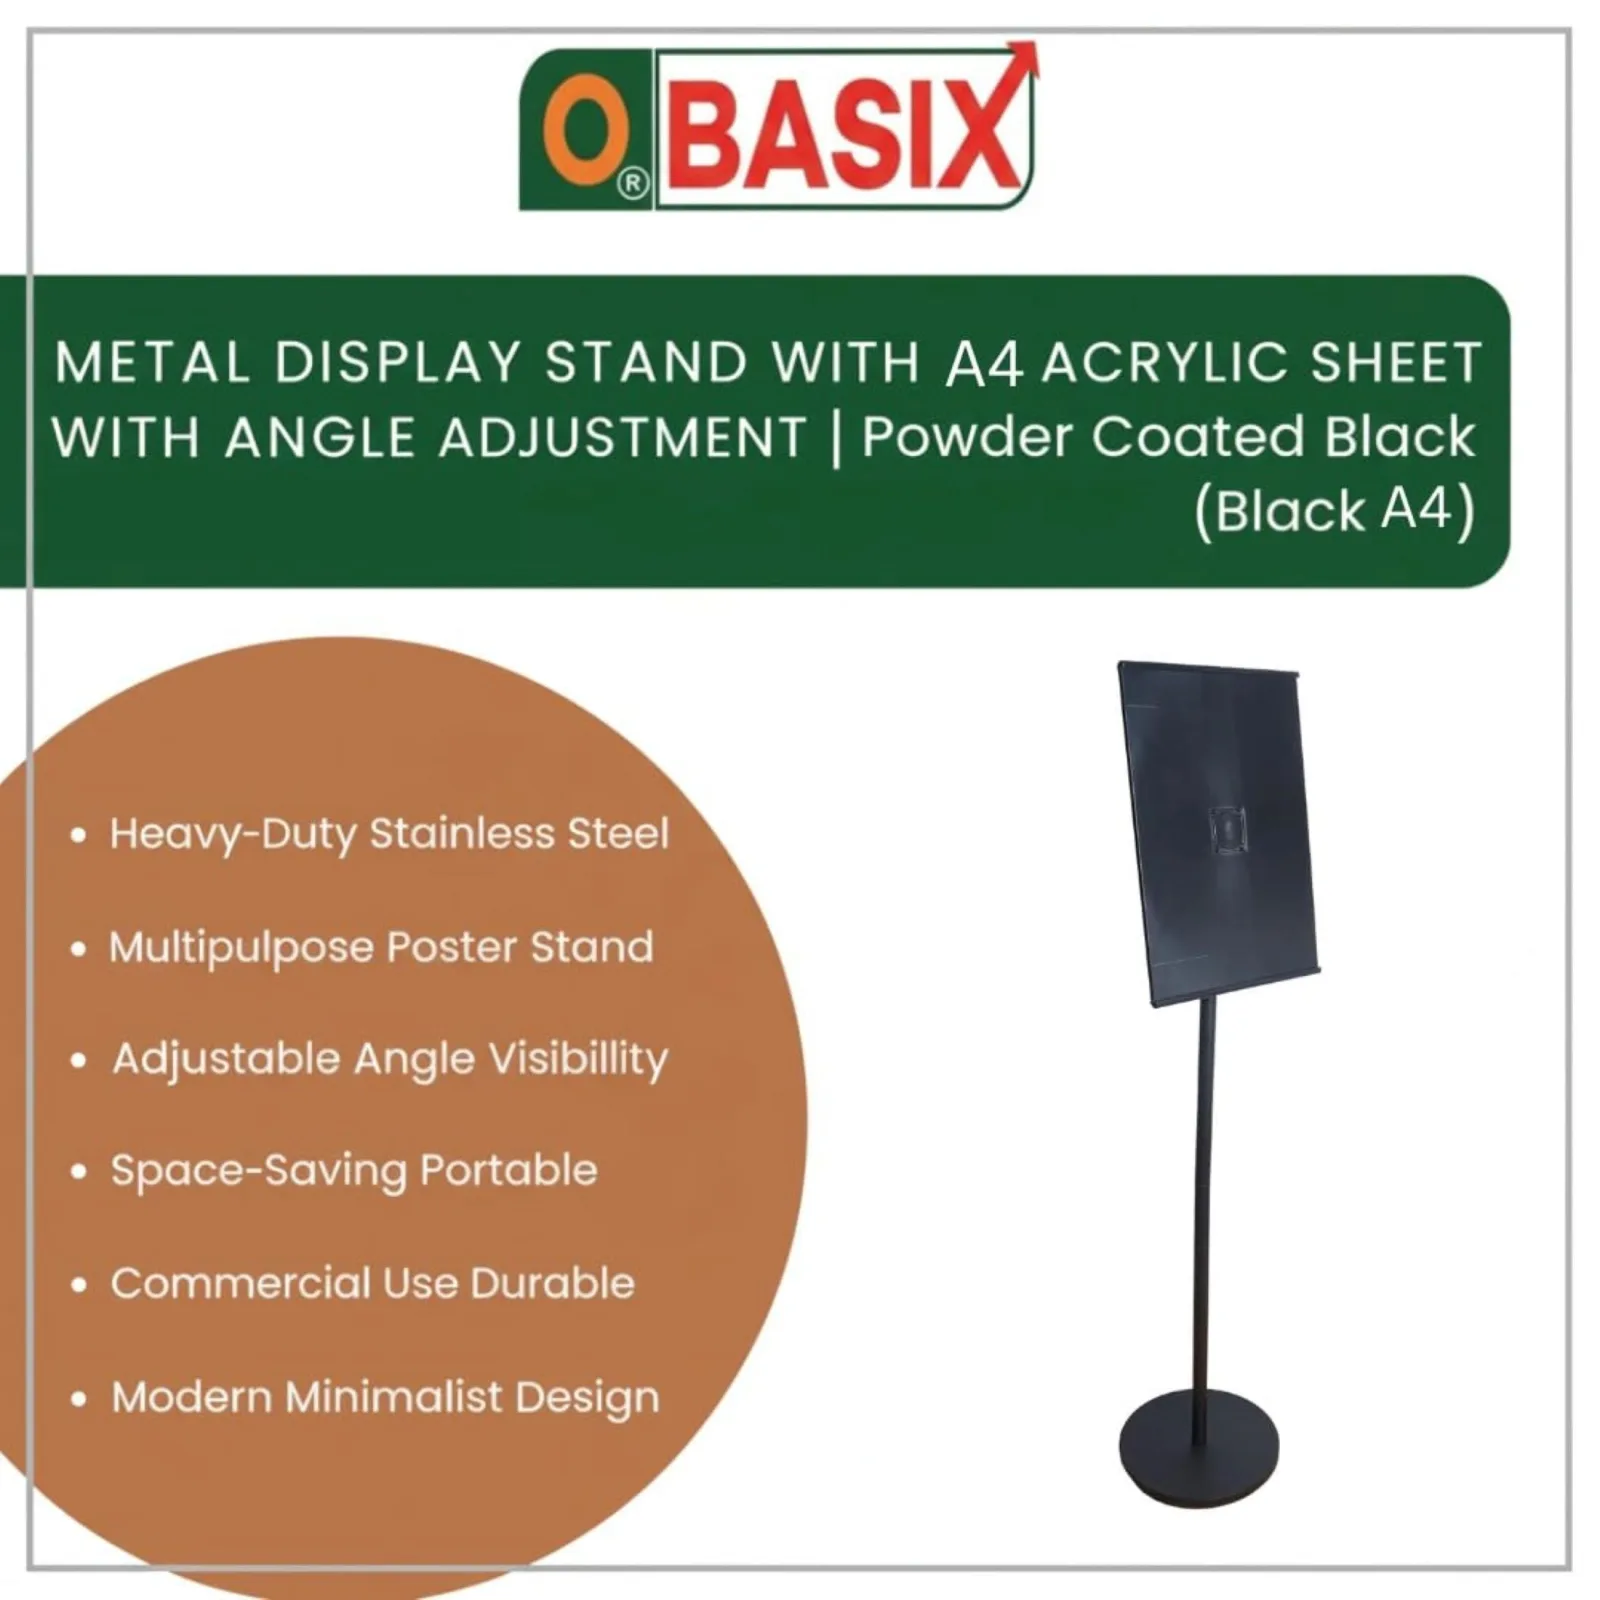 O® BASIX
METAL DISPLAY STAND WITH A4 ACRYLIC SHEET
WITH ANGLE ADJUSTMENT | Powder Coated Black
(Black A4)
• Heavy-Duty Stainless Steel
• Multipulpose Poster Stand
• Adjustable Angle Visibillity
• Space-Saving Portable
• Commercial Use Durable
• Modern Minimalist Design